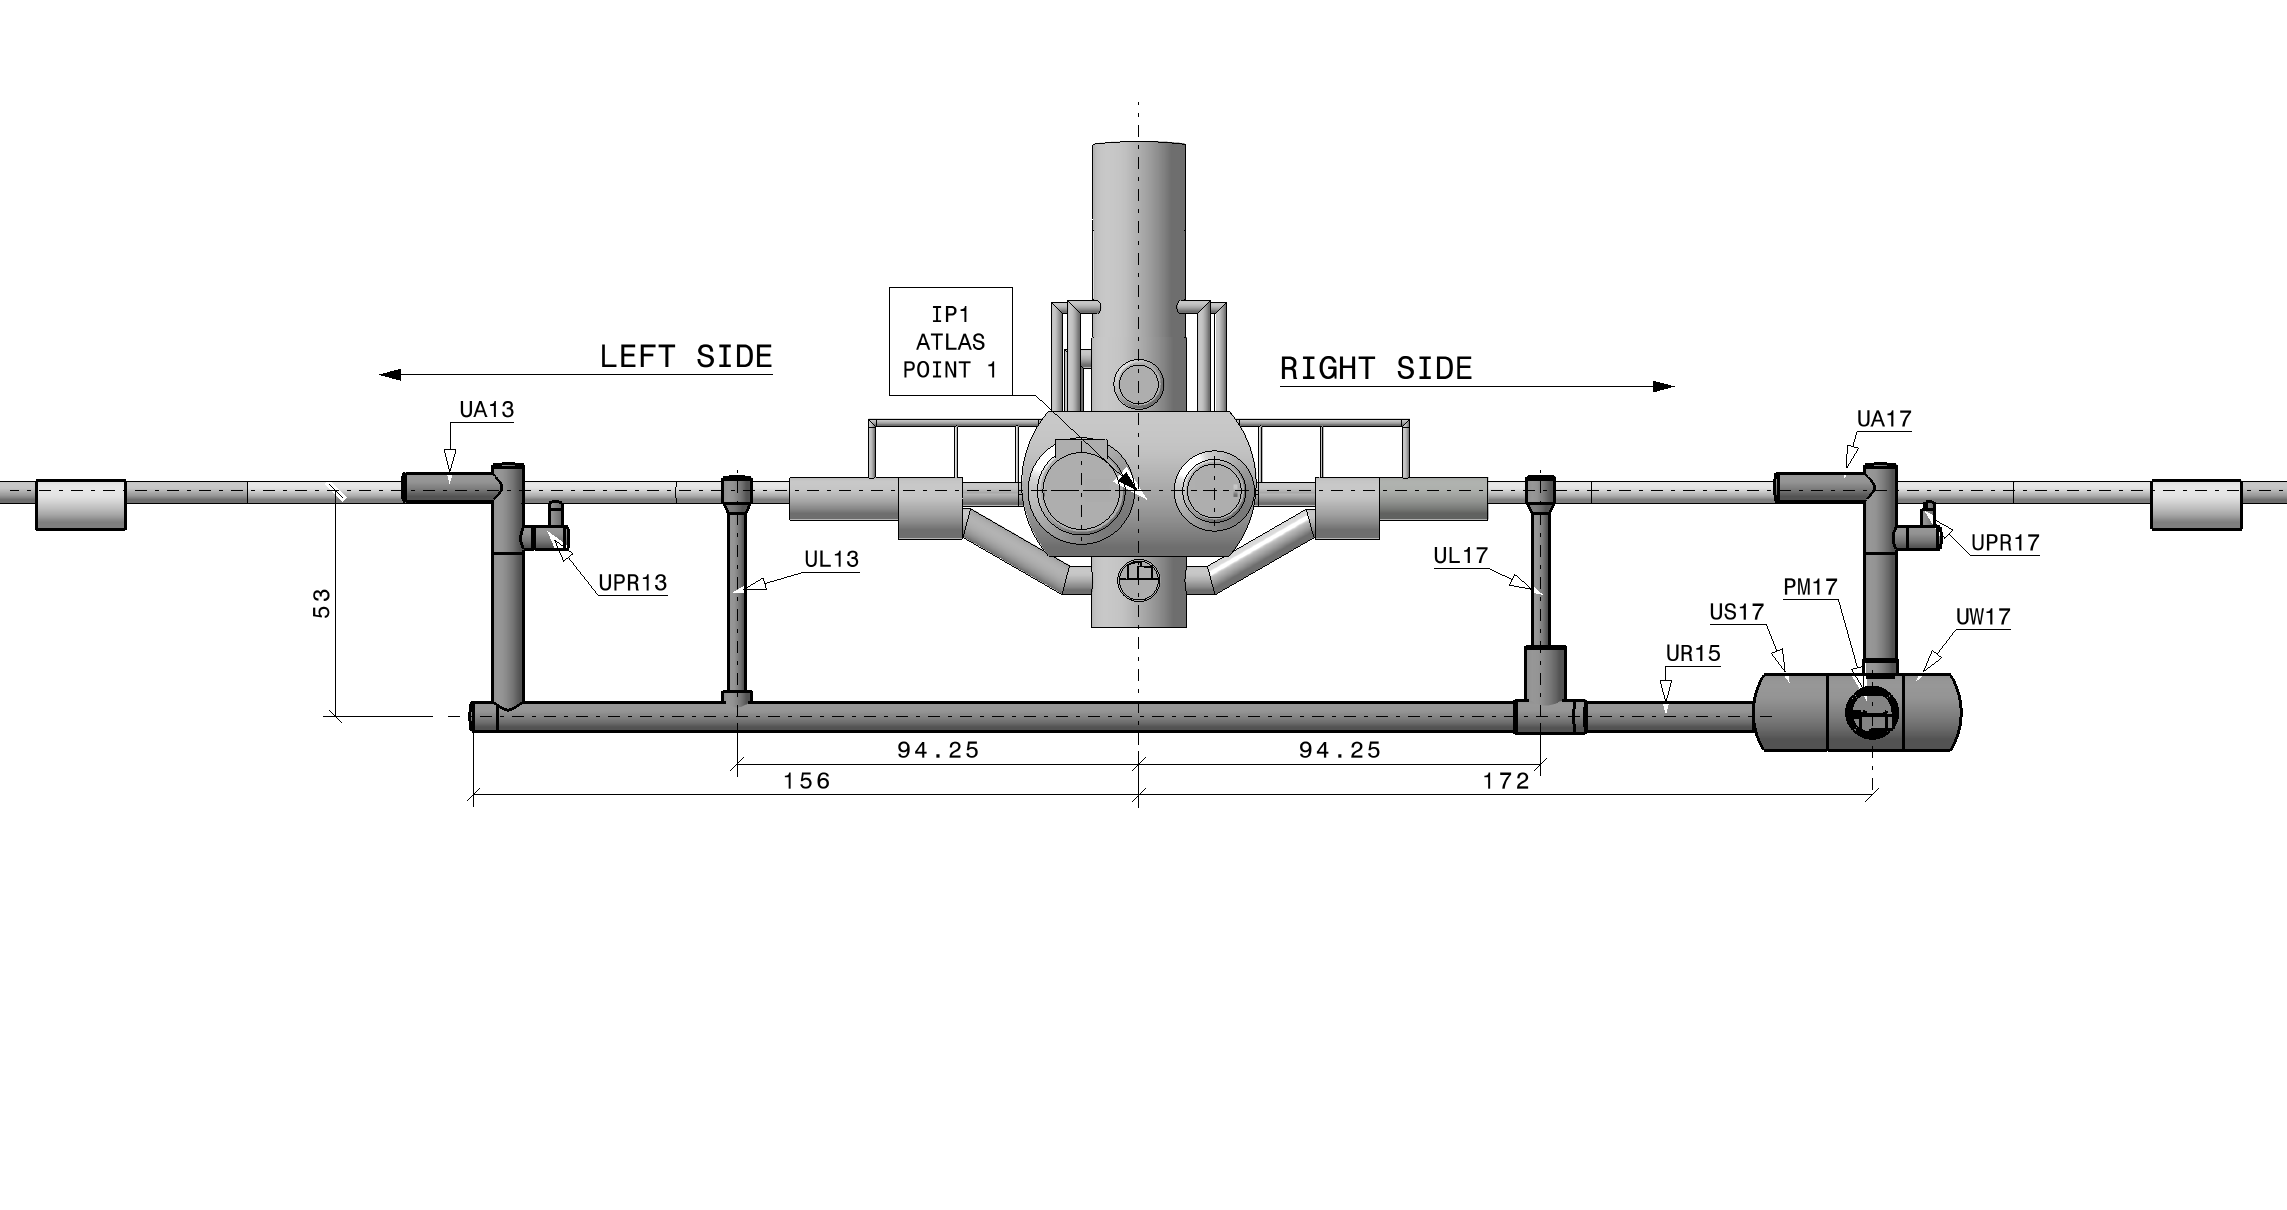 IP1
ATLAS
POINT 1
LEFT SIDE
RIGHT SIDE
UA13
UA17
UPR13
UL13
UL17
UPR17
PM17
US17
UW17
UR15
53
94.25
94.25
156
172